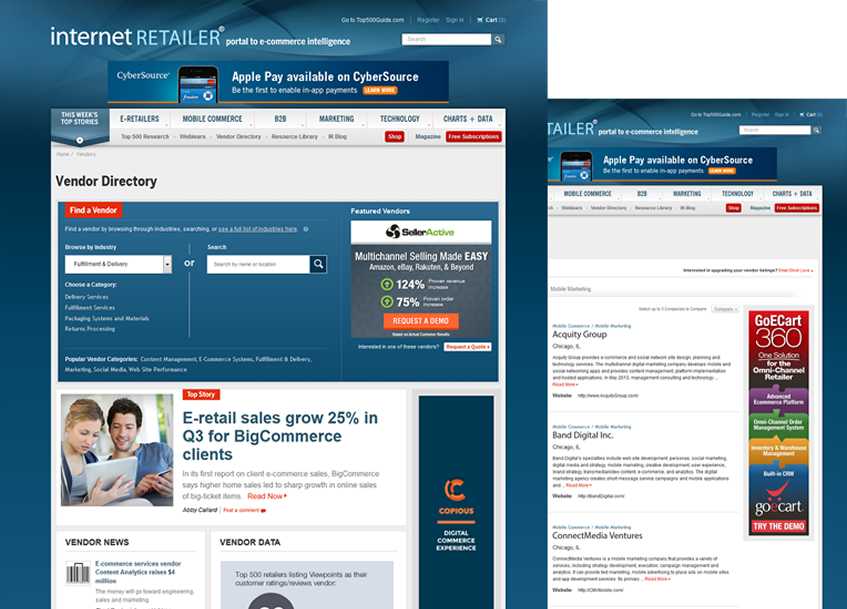 Go to Top500Guide.com Register Sign in Cart (0)
internet RETAILER® portal to e-commerce intelligence
Search
CyberSource
Apple Pay available on CyberSource
Be the first to enable in-app payments LEARN MORE
THIS WEEK'S
TOP STORIES
E-RETAILERS MOBILE COMMERCE B2B MARKETING TECHNOLOGY CHARTS + DATA
Top 500 Research Webinars Vendor Directory Resource Library IR Blog Shop Magazine Free Subscriptions
Home / Vendors
Vendor Directory
Find a Vendor
Find a vendor by browsing through industries, searching, or see a full list of industries here.
Browse by Industry
Fulfillment & Delivery
or
Search
Search by name or location
Choose a Category:
Delivery Services
Fulfillment Services
Packaging Systems and Materials
Returns Processing
Popular Vendor Categories: Content Management, E-Commerce Systems, Fulfillment & Delivery,
Marketing, Social Media, Web Site Performance
Featured Vendors
SellerActive
Multichannel Selling Made EASY
Amazon, eBay, Rakuten, & Beyond
124% Proven revenue
increase
75% Proven order
increase
REQUEST A DEMO
Based on Actual Customer Results
Interested in one of these vendors? Request a Quote
Top Story
E-retail sales grow 25% in
Q3 for BigCommerce
clients
In its first report on client e-commerce sales, BigCommerce
says higher home sales led to sharp growth in online sales
of big-ticket items. Read Now
Abby Callard Post a comment
COPIOUS
DIGITAL
COMMERCE
EXPERIENCE
VENDOR NEWS
E-commerce services vendor
Content Analytics raises $4
million
The money will go toward engineering,
sales and marketing.
VENDOR DATA
Top 500 retailers listing Viewpoints as their
customer ratings/reviews vendor:
Go to Top500Guide.com Register Sign in Cart (0)
TAILER® portal to e-commerce intelligence
Search
Apple Pay available on CyberSource
Be the first to enable in-app payments LEARN MORE
MOBILE COMMERCE B2B MARKETING TECHNOLOGY CHARTS + DATA
Webinars Vendor Directory Resource Library IR Blog Shop Magazine Free Subscriptions
Interested in upgrading your vendor listings? Email Dover Love
Mobile Marketing
Select up to 3 Companies to Compare Compare
Mobile Commerce / Mobile Marketing
Acquity Group
Chicago, IL
Acquity Group provides e-commerce and social network site design, planning and
technology services. The multichannel digital marketing company develops mobile and
social networking apps and provides content management, platform implementation
and hosted applications. In May 2013, management consulting and technology ...
Read More
Website http://www.AcquityGroup.com/
Mobile Commerce / Mobile Marketing
Band Digital Inc.
Chicago, IL
Band Digital's specialties include web site development, personas, social marketing,
digital media and strategy, mobile marketing, creative development, user experience,
brand strategy, transmedia/video content, e-commerce, and analytics. The digital
marketing agency creates short message service campaigns and mobile applications
and ... Read More
Website http://BandDigital.com/
Mobile Commerce / Mobile Marketing
ConnectMedia Ventures
Chicago, IL
ConnectMedia Ventures is a mobile marketing company that provides a variety of
services, including strategy development, execution, campaign management and
analytics. It can provide text marketing, mobile advertising to place ads on mobile sites
and app development services. Its primary ... Read More
Website
GoECart
360
One Solution
for the
Omni-Channel
Retailer
Advanced
Ecommerce Platform
Omni-Channel Order
Management System
Inventory & Warehouse
Management
Built-in CRM
goecart
TRY THE DEMO